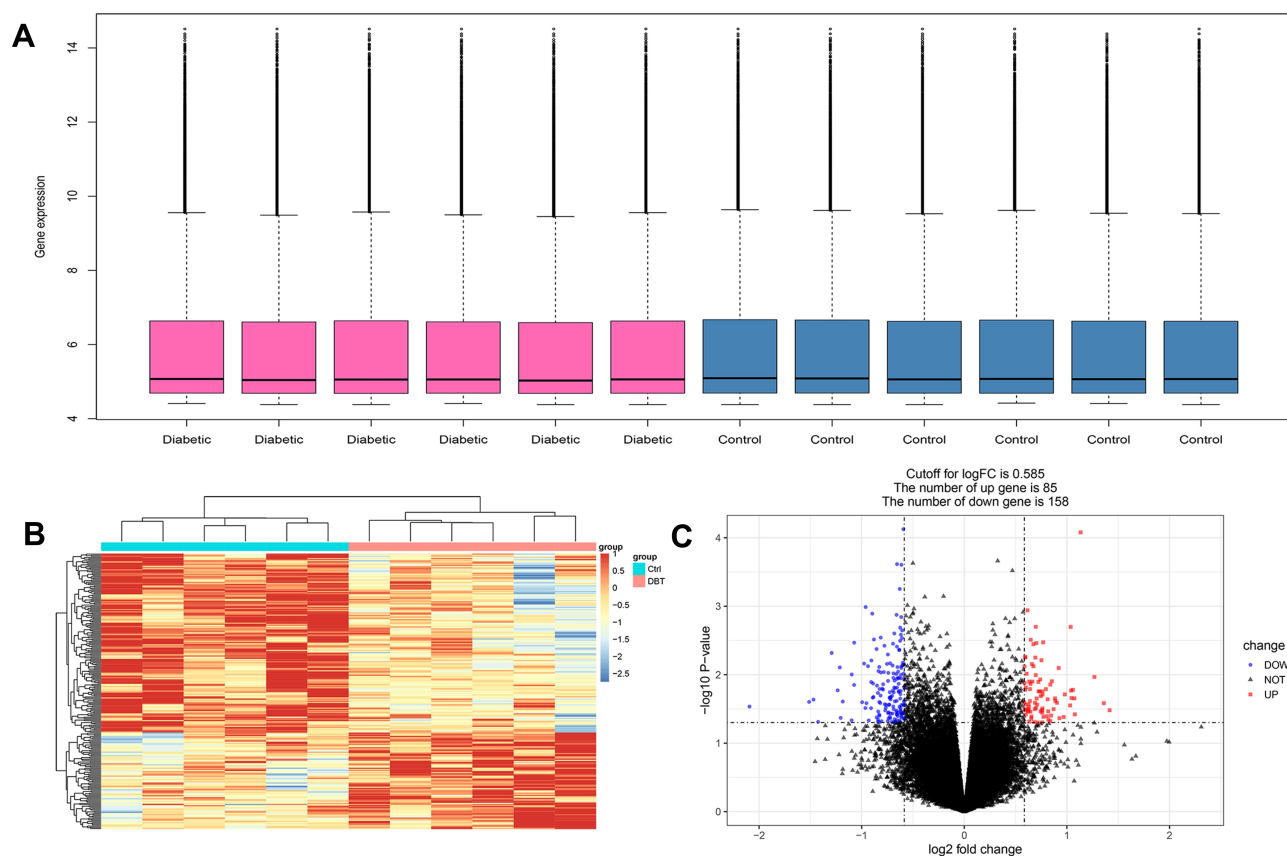 A
Gene expression
14
12
10
8
6
4
Diabetic Diabetic Diabetic Diabetic Diabetic Diabetic Control Control Control Control Control Control
B
group
1
0.5
0
−0.5
−1
−1.5
−2
−2.5
group
Ctrl
DBT
C
Cutoff for logFC is 0.585
The number of up gene is 85
The number of down gene is 158
−log10 P−value
4
3
2
1
0
−2 −1 0 1 2
log2 fold change
change
DOW
NOT
UP